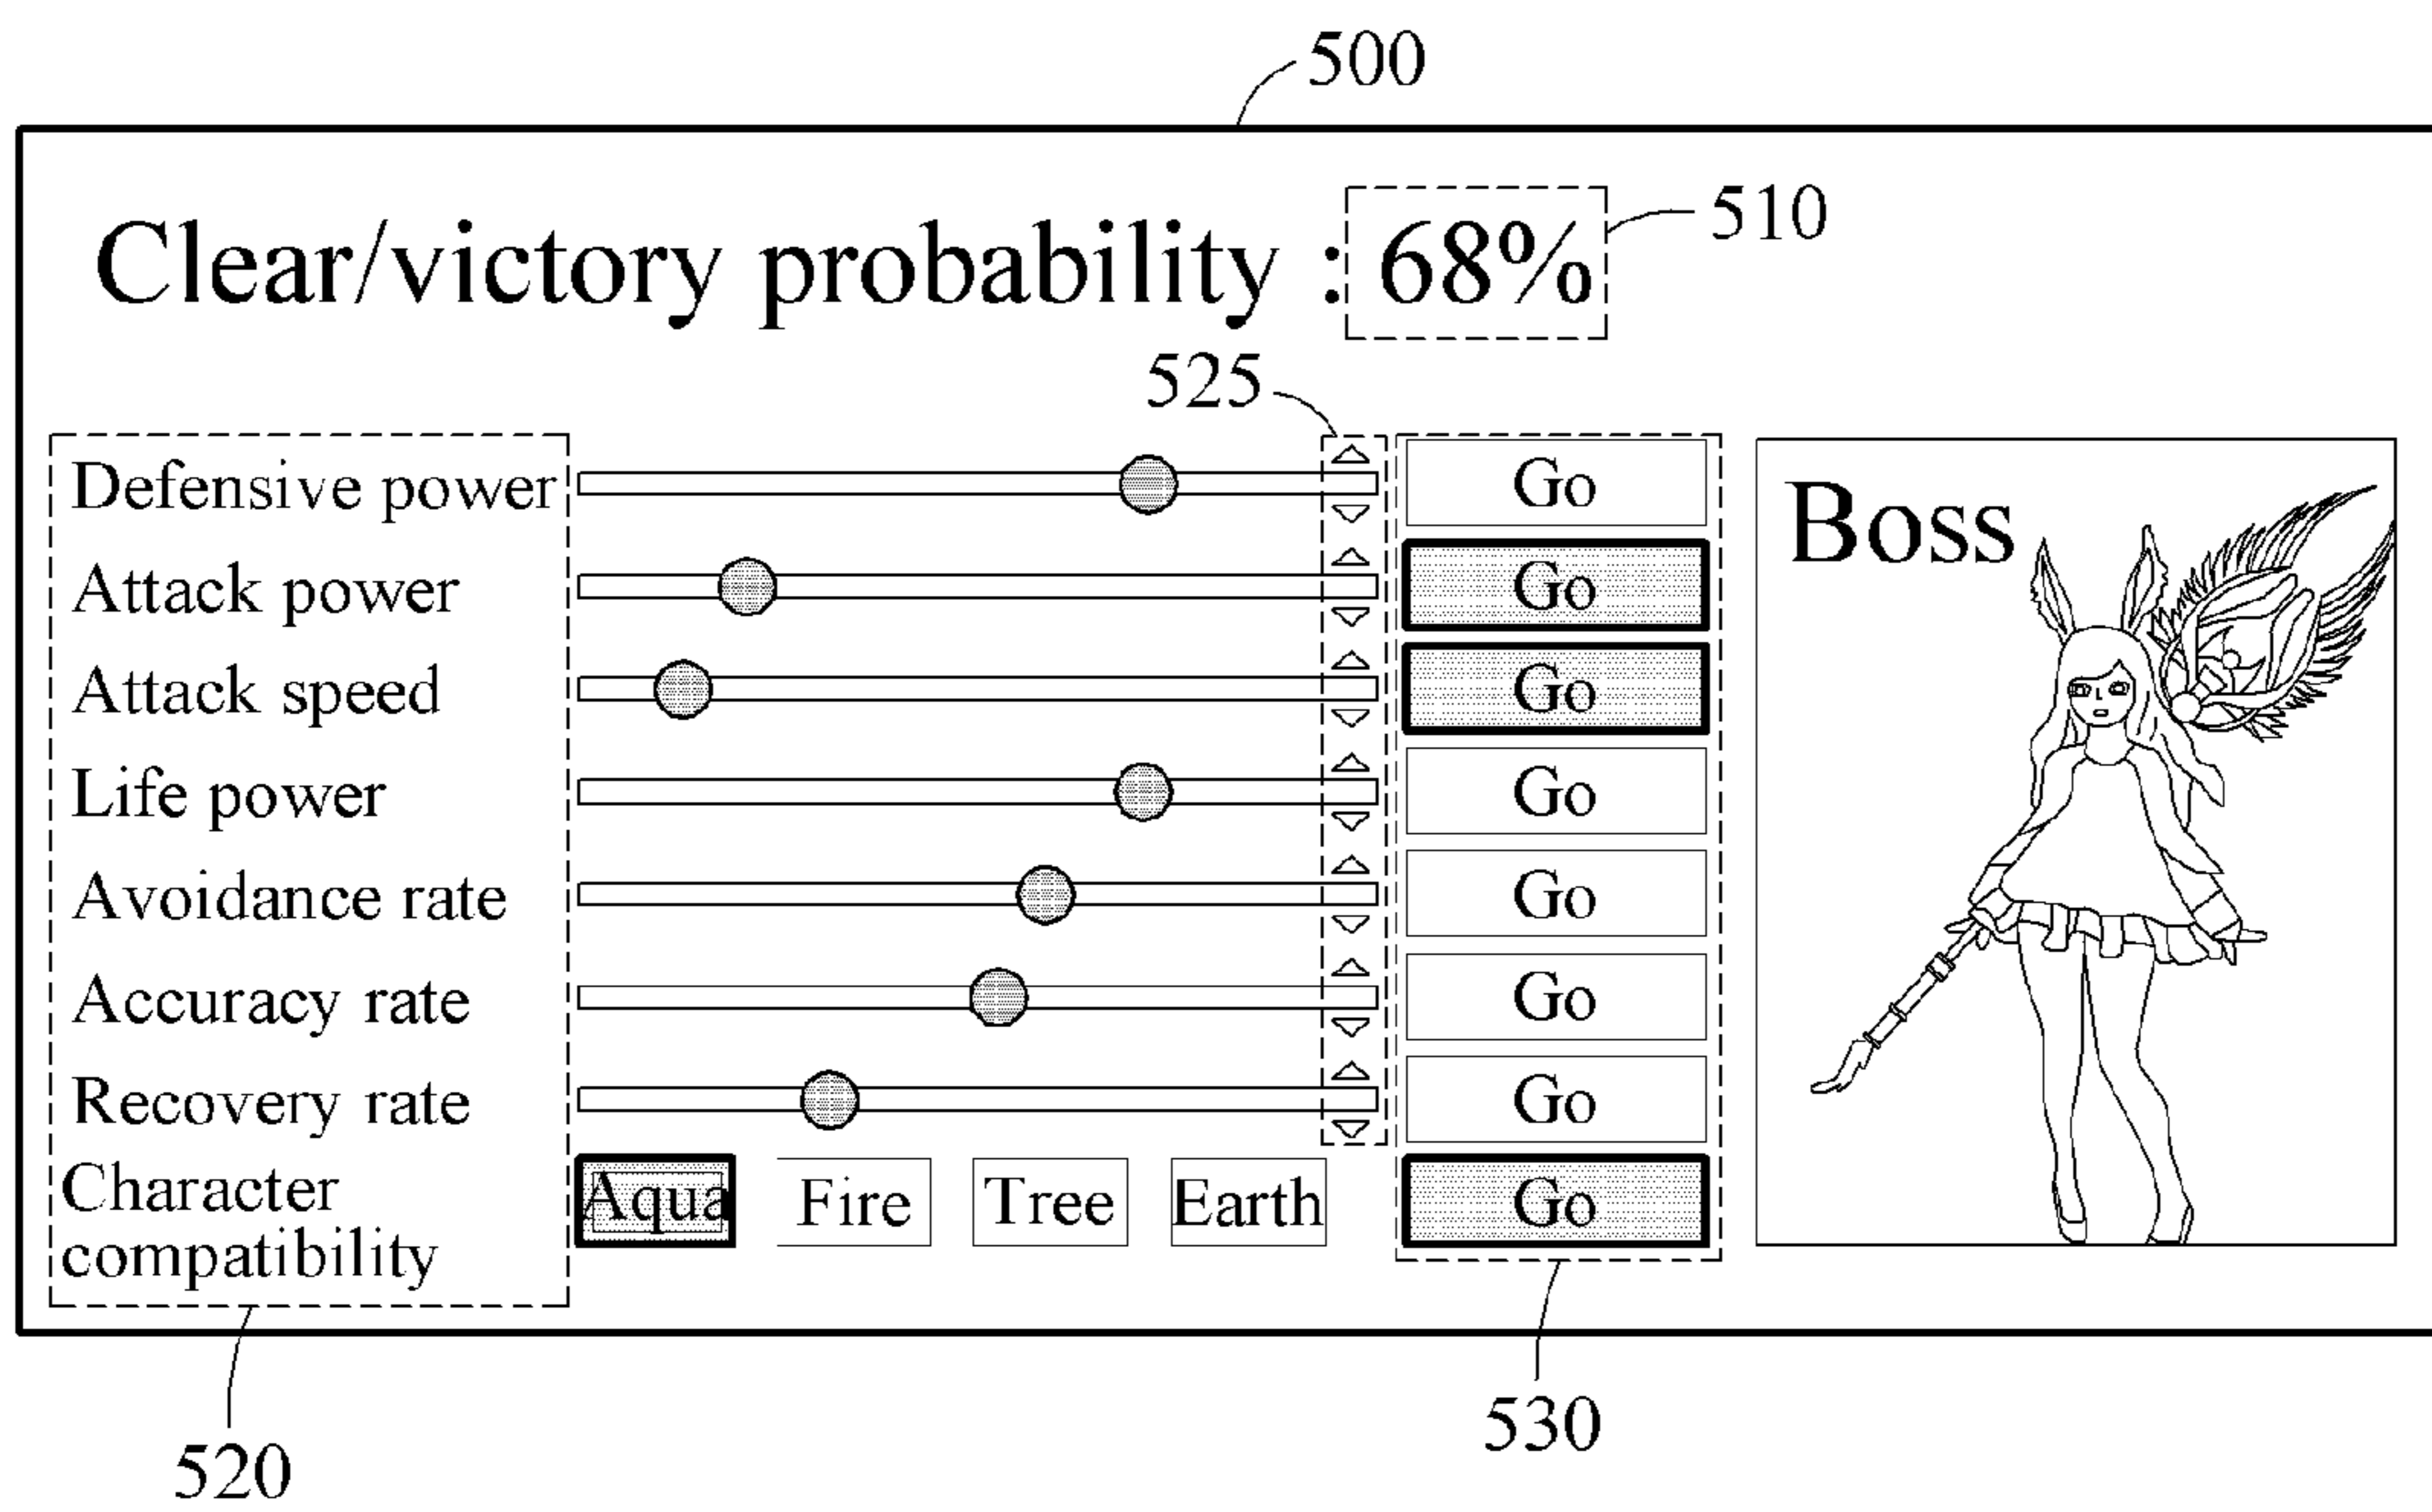 500
Clear/victory probability : 68%
510
525
Defensive power
Go
Boss
Attack power
Go
Attack speed
Go
Life power
Go
Avoidance rate
Go
Accuracy rate
Go
Recovery rate
Go
Character
compatibility
Aqua
Fire
Tree
Earth
Go
520
530